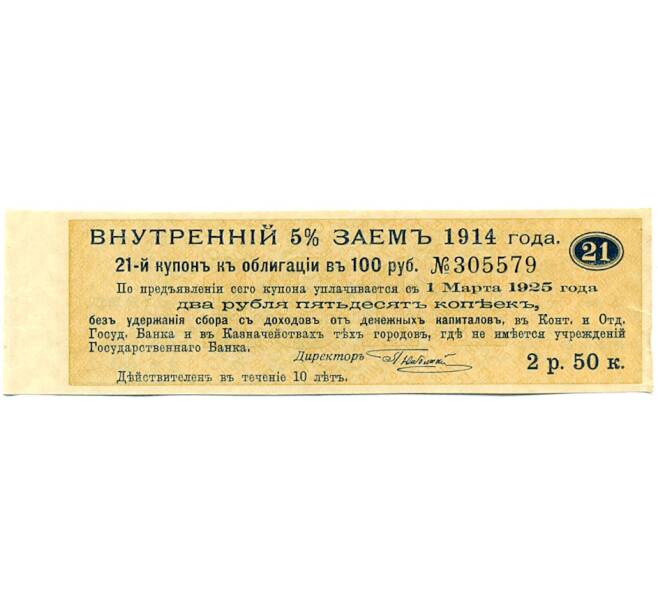 ВНУТРЕННІЙ 5% ЗАЕМЪ 1914 года.
21
21-й купонъ къ облигаціи въ 100 руб. №305579
По предъявленіи сего купона уплачивается съ 1 Марта 1925 года
два рубля пятьдесятъ копѣекъ,
безъ удержанія сбора съ доходовъ отъ денежныхъ капиталовъ, въ Конт. и Отд.
Госуд. Банка и въ Казначействахъ тѣхъ городовъ, гдѣ не имѣется учрежденій
Государственнаго Банка.
Директоръ
2 р. 50 к.
Дѣйствителенъ въ теченіе 10 лѣтъ.